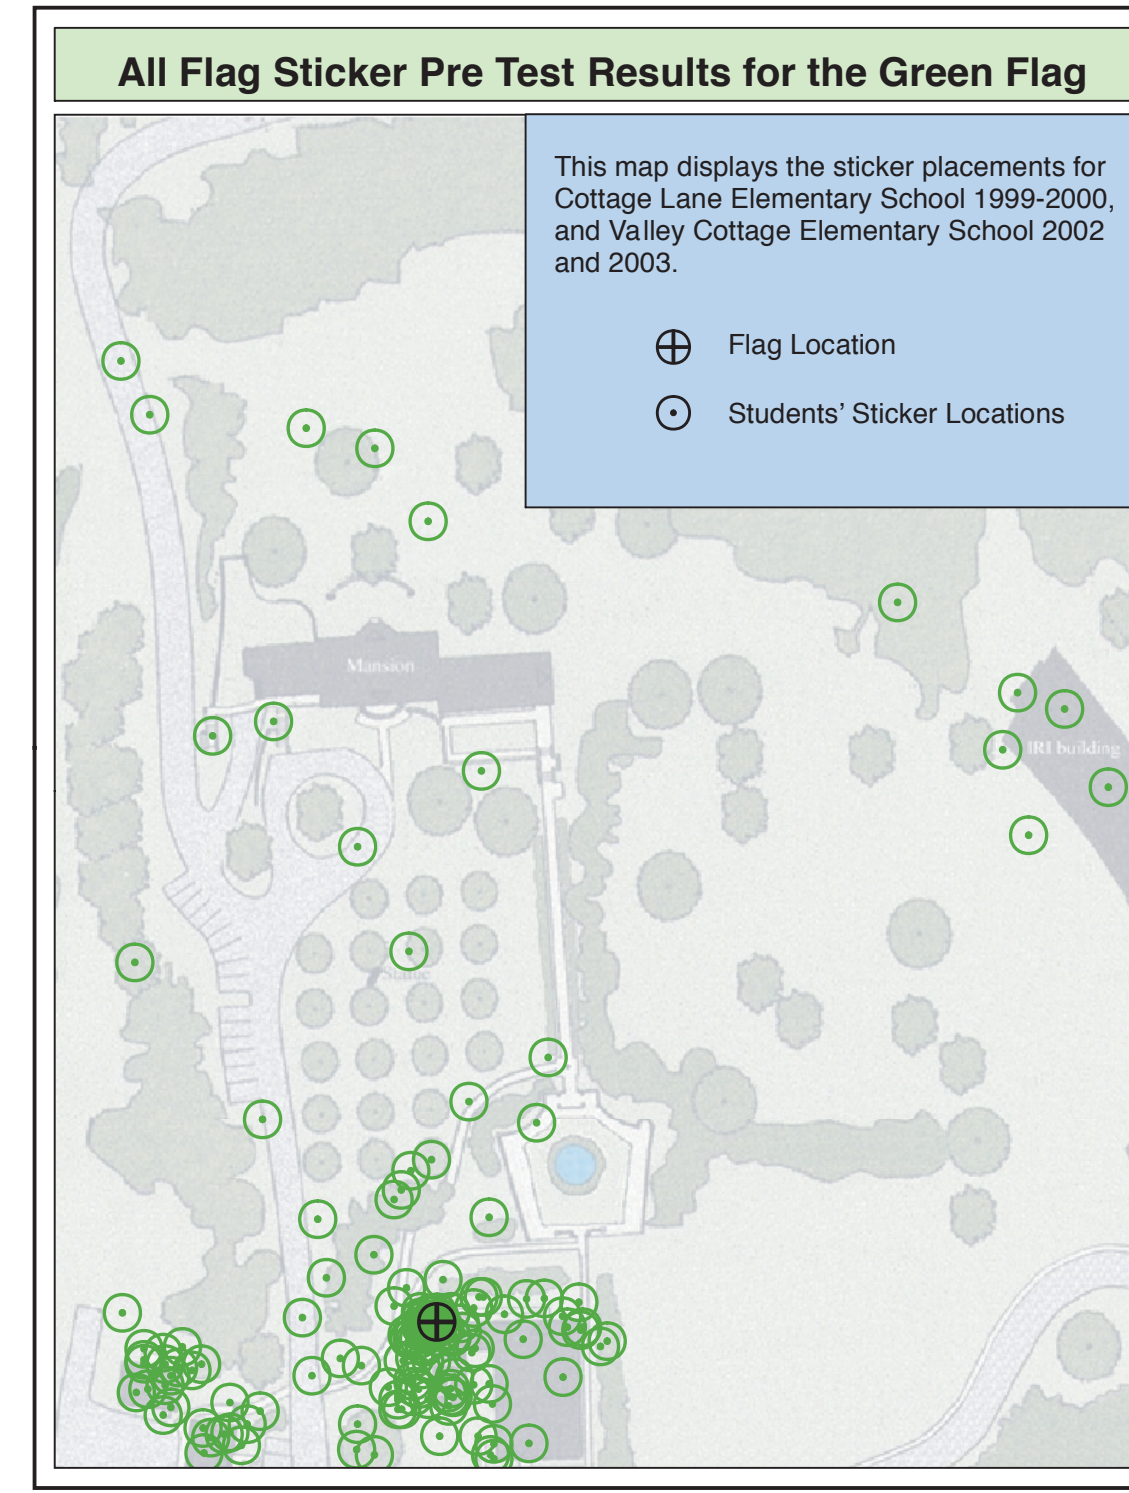 All Flag Sticker Pre Test Results for the Green Flag
This map displays the sticker placements for
Cottage Lane Elementary School 1999-2000,
and Valley Cottage Elementary School 2002
and 2003.
Flag Location
Students’ Sticker Locations
Mansion
IRI building
Statue